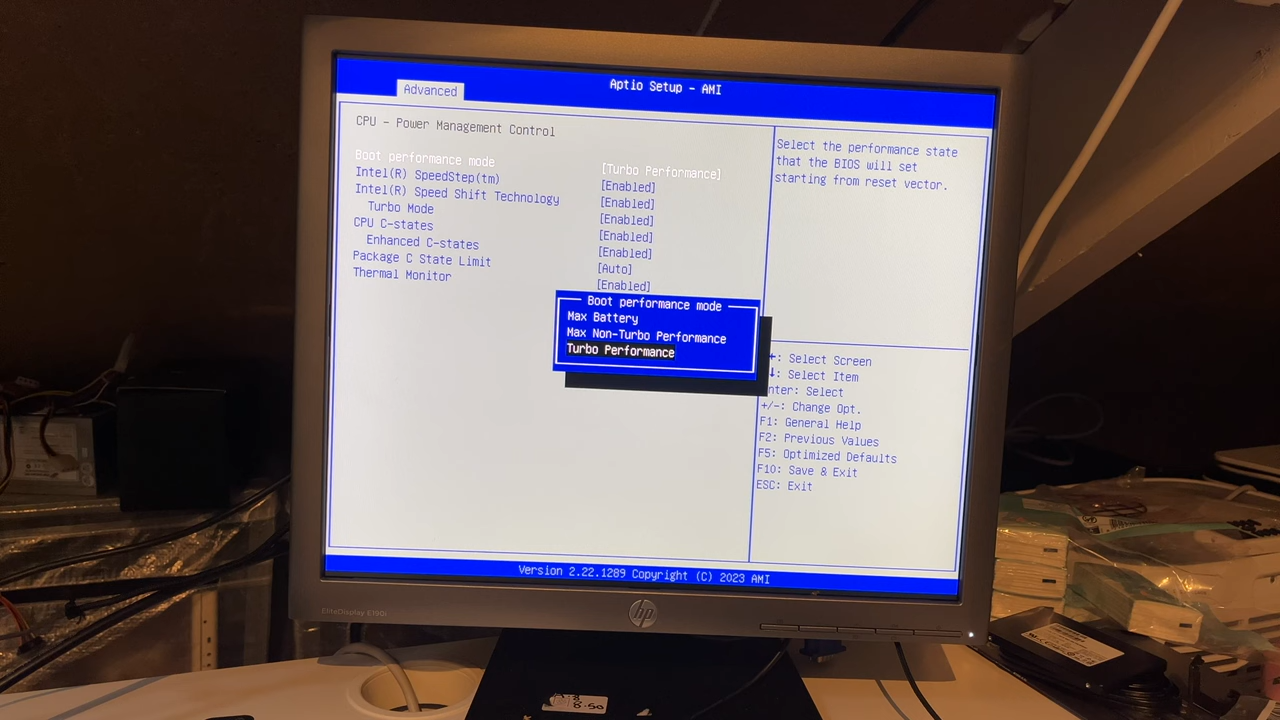 Aptio Setup - AMI
Advanced
CPU - Power Management Control
Boot performance mode [Turbo Performance]
Intel(R) SpeedStep(tm) [Enabled]
Intel(R) Speed Shift Technology [Enabled]
Turbo Mode [Enabled]
CPU C-states [Enabled]
Enhanced C-states [Enabled]
Package C State Limit [Auto]
Thermal Monitor [Enabled]
Boot performance mode
Max Battery
Max Non-Turbo Performance
Turbo Performance
Select the performance state
that the BIOS will set
starting from reset vector.
: Select Screen
: Select Item
nter: Select
+/-: Change Opt.
F1: General Help
F2: Previous Values
F5: Optimized Defaults
F10: Save & Exit
ESC: Exit
Version 2.22.1289 Copyright (C) 2023 AMI
EliteDisplay E190i
hp
8.50